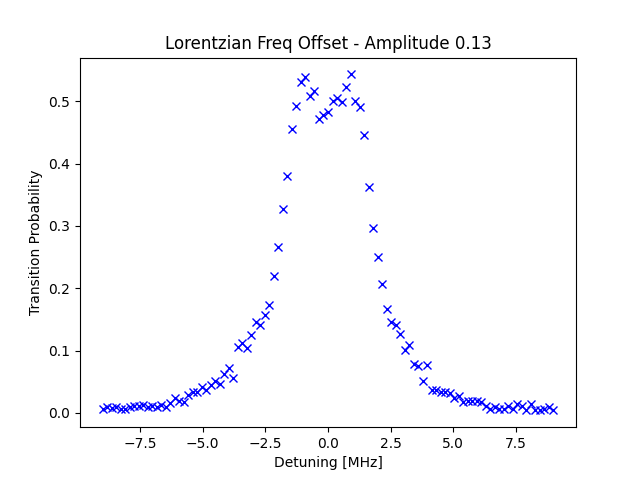 Lorentzian Freq Offset - Amplitude 0.13
Transition Probability
0.5
0.4
0.3
0.2
0.1
0.0
−7.5 −5.0 −2.5 0.0 2.5 5.0 7.5
Detuning [MHz]